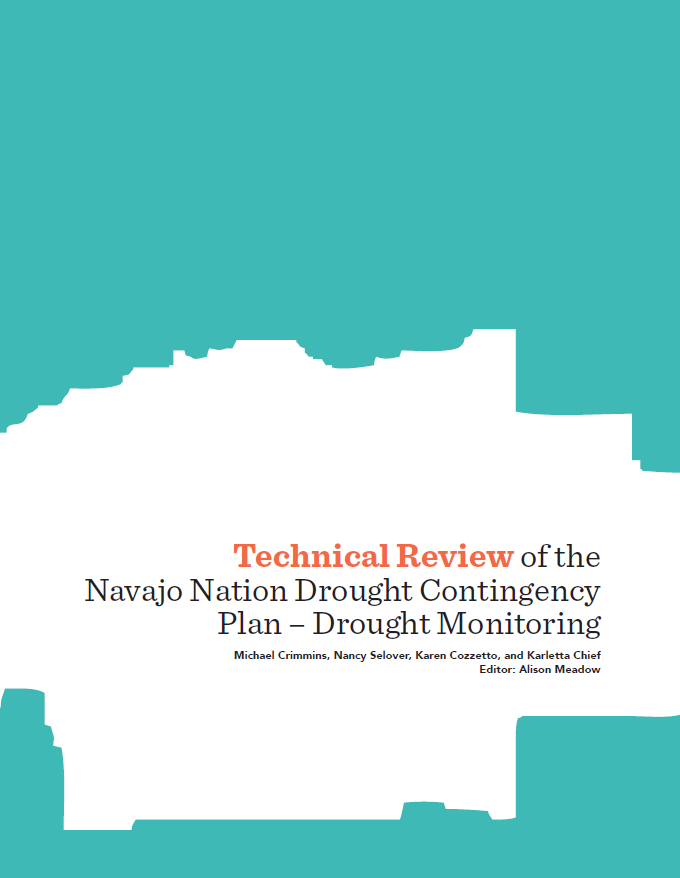 Technical Review of the
Navajo Nation Drought Contingency
Plan – Drought Monitoring
Michael Crimmins, Nancy Selover, Karen Cozzetto, and Karletta Chief
Editor: Alison Meadow